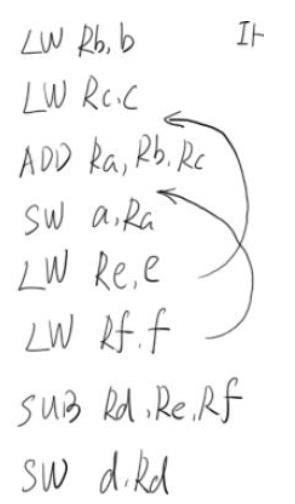 LW Rb,b
LW Rc.c
ADD Ra, Rb. Rc
SW a,Ra
LW Re,e
LW Rf.f
SUB Rd.Re.Rf
SW d.Rd